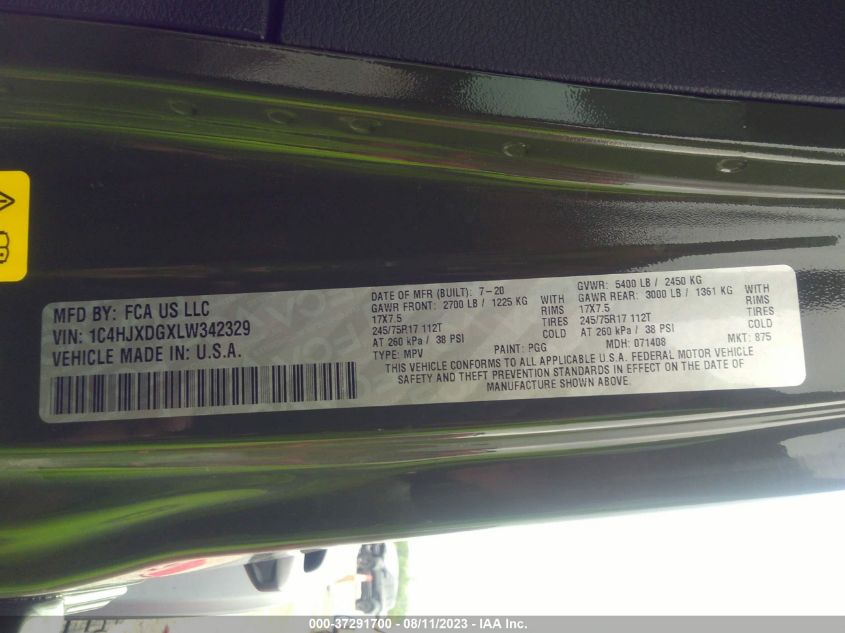 MFD BY: FCA US LLC
VIN: 1C4HJXDGXLW342329
VEHICLE MADE IN: U.S.A.
DATE OF MFR (BUILT): 7-20
GAWR FRONT: 2700 LB / 1225 KG WITH
17X7.5 RIMS
245/75R17 112T TIRES
AT 260 kPa / 38 PSI COLD
GVWR: 5400 LB / 2450 KG
GAWR REAR: 3000 LB / 1361 KG WITH
17X7.5 RIMS
245/75R17 112T TIRES
AT 260 kPa / 38 PSI COLD
TYPE: MPV PAINT: PGG MDH: 071408 MKT: 875
THIS VEHICLE CONFORMS TO ALL APPLICABLE U.S.A. FEDERAL MOTOR VEHICLE
SAFETY AND THEFT PREVENTION STANDARDS IN EFFECT ON THE DATE OF
MANUFACTURE SHOWN ABOVE.
000-37291700 - 08/11/2023 - IAA Inc.